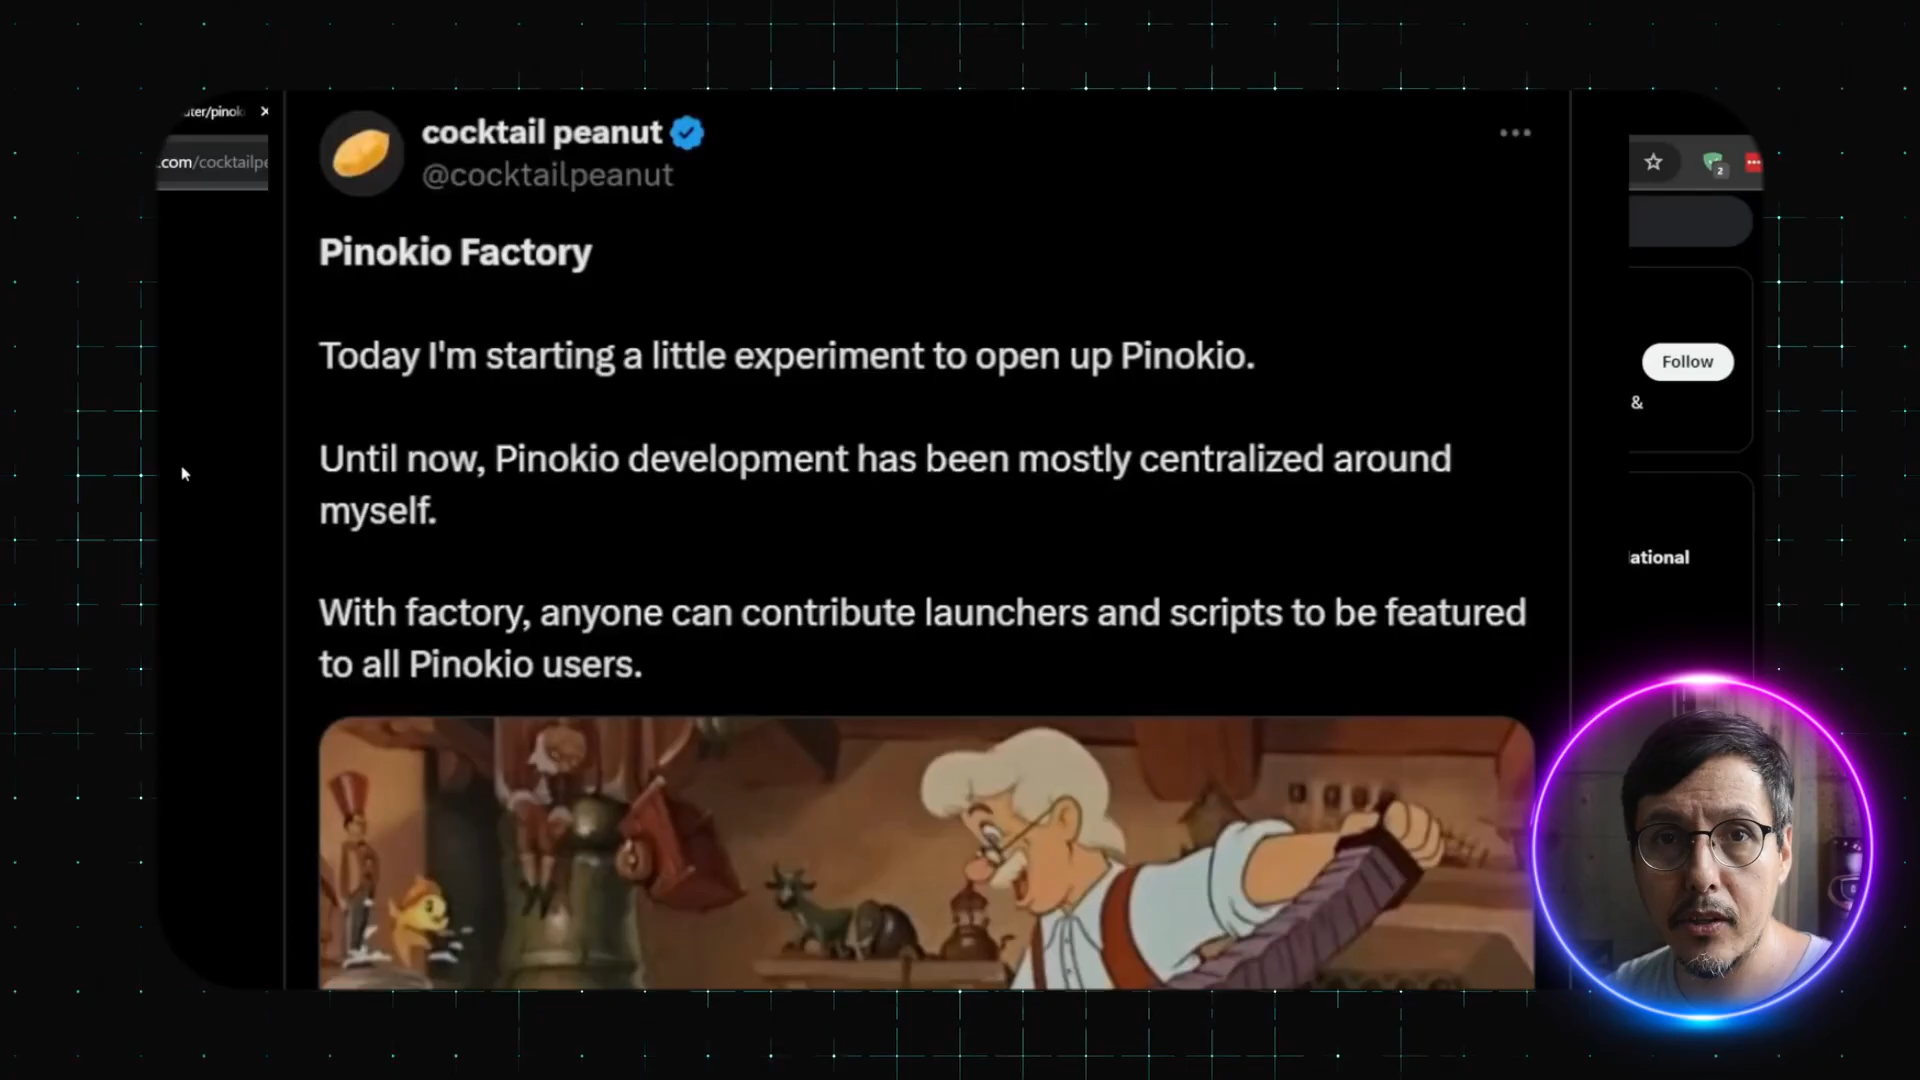 cocktail peanut
@cocktailpeanut
Pinokio Factory
Today I'm starting a little experiment to open up Pinokio.
Until now, Pinokio development has been mostly centralized around
myself.
With factory, anyone can contribute launchers and scripts to be featured
to all Pinokio users.
.com/cocktailpe
2
Follow
&
ational